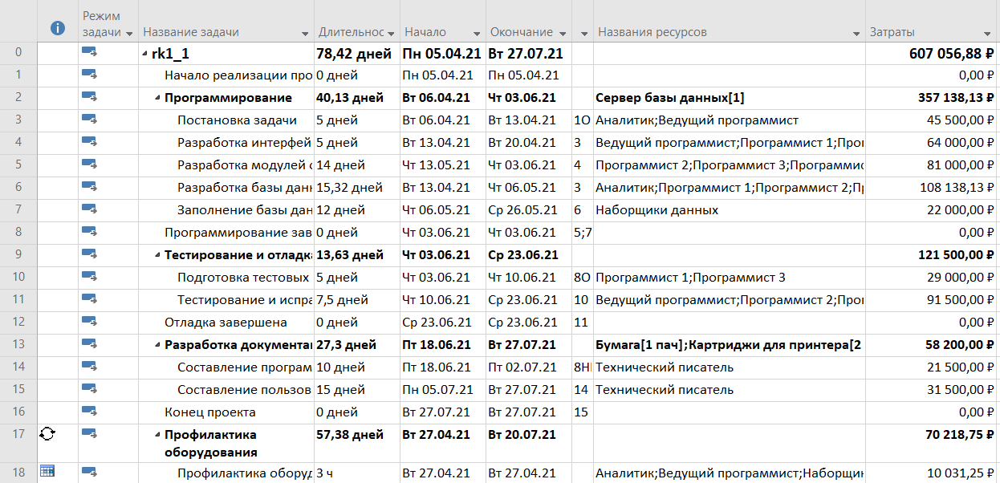 Режим задачи Название задачи Длительнос Начало Окончание Названия ресурсов Затраты
0 rk1_1 78,42 дней Пн 05.04.21 Вт 27.07.21 607 056,88 ₽
1 Начало реализации про 0 дней Пн 05.04.21 Пн 05.04.21 0,00 ₽
2 Программирование 40,13 дней Вт 06.04.21 Чт 03.06.21 Сервер базы данных[1] 357 138,13 ₽
3 Постановка задачи 5 дней Вт 06.04.21 Вт 13.04.21 1О Аналитик;Ведущий программист 45 500,00 ₽
4 Разработка интерфей 5 дней Вт 13.04.21 Вт 20.04.21 3 Ведущий программист;Программист 1;Прог 64 000,00 ₽
5 Разработка модулей о 14 дней Чт 13.05.21 Чт 03.06.21 4 Программист 2;Программист 3;Программис 81 000,00 ₽
6 Разработка базы дан 15,32 дней Вт 13.04.21 Чт 06.05.21 3 Аналитик;Программист 1;Программист 2;Пр 108 138,13 ₽
7 Заполнение базы дан 12 дней Чт 06.05.21 Ср 26.05.21 6 Наборщики данных 22 000,00 ₽
8 Программирование зав 0 дней Чт 03.06.21 Чт 03.06.21 5;7 0,00 ₽
9 Тестирование и отладк 13,63 дней Чт 03.06.21 Ср 23.06.21 121 500,00 ₽
10 Подготовка тестовых 5 дней Чт 03.06.21 Чт 10.06.21 8О Программист 1;Программист 3 29 000,00 ₽
11 Тестирование и испра 7,5 дней Чт 10.06.21 Ср 23.06.21 10 Ведущий программист;Программист 2;Прог 91 500,00 ₽
12 Отладка завершена 0 дней Ср 23.06.21 Ср 23.06.21 11 0,00 ₽
13 Разработка документа 27,3 дней Пт 18.06.21 Вт 27.07.21 Бумага[1 пач];Картриджи для принтера[2 58 200,00 ₽
14 Составление програм 10 дней Пт 18.06.21 Пт 02.07.21 8Н Технический писатель 21 500,00 ₽
15 Составление пользов 15 дней Пн 05.07.21 Вт 27.07.21 14 Технический писатель 31 500,00 ₽
16 Конец проекта 0 дней Вт 27.07.21 Вт 27.07.21 15 0,00 ₽
17 Профилактика оборудования 57,38 дней Вт 27.04.21 Вт 20.07.21 70 218,75 ₽
18 Профилактика оборуд 3 ч Вт 27.04.21 Вт 27.04.21 Аналитик;Ведущий программист;Наборщик 10 031,25 ₽